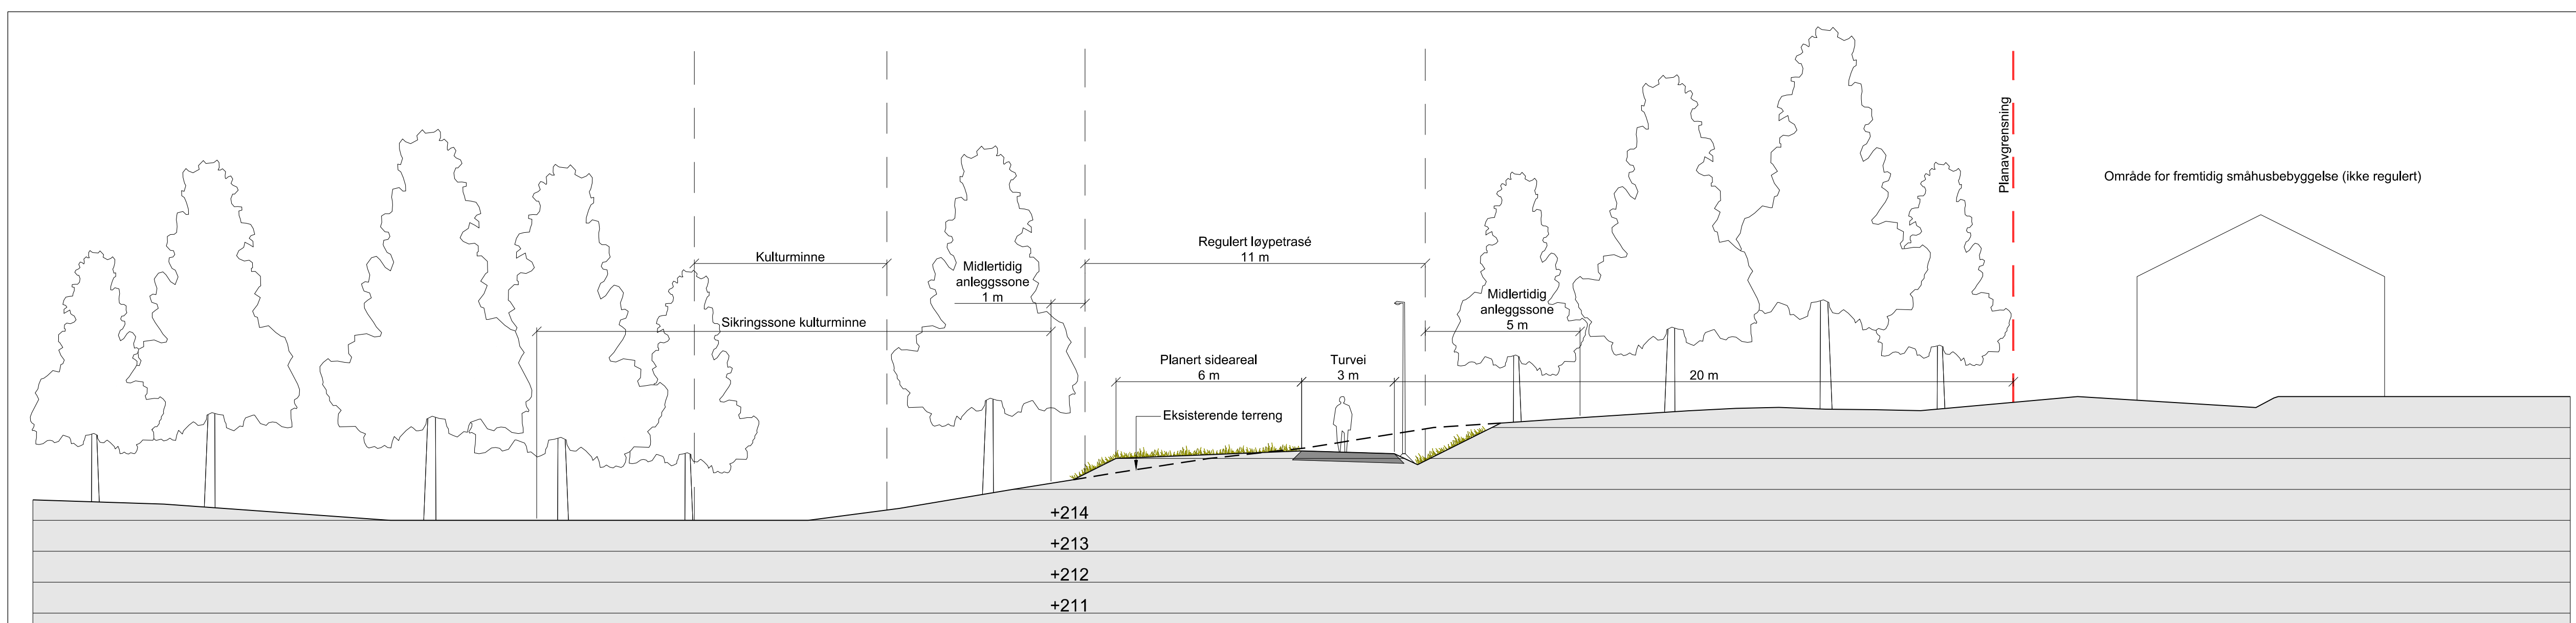 Planavgrensning
Område for fremtidig småhusbebyggelse (ikke regulert)
Regulert løypetrasé
11 m
Kulturminne
Midlertidig
anleggssone
1 m
Midlertidig
anleggssone
5 m
Sikringssone kulturminne
Planert sideareal
6 m
Turvei
3 m
20 m
Eksisterende terreng
+214
+213
+212
+211